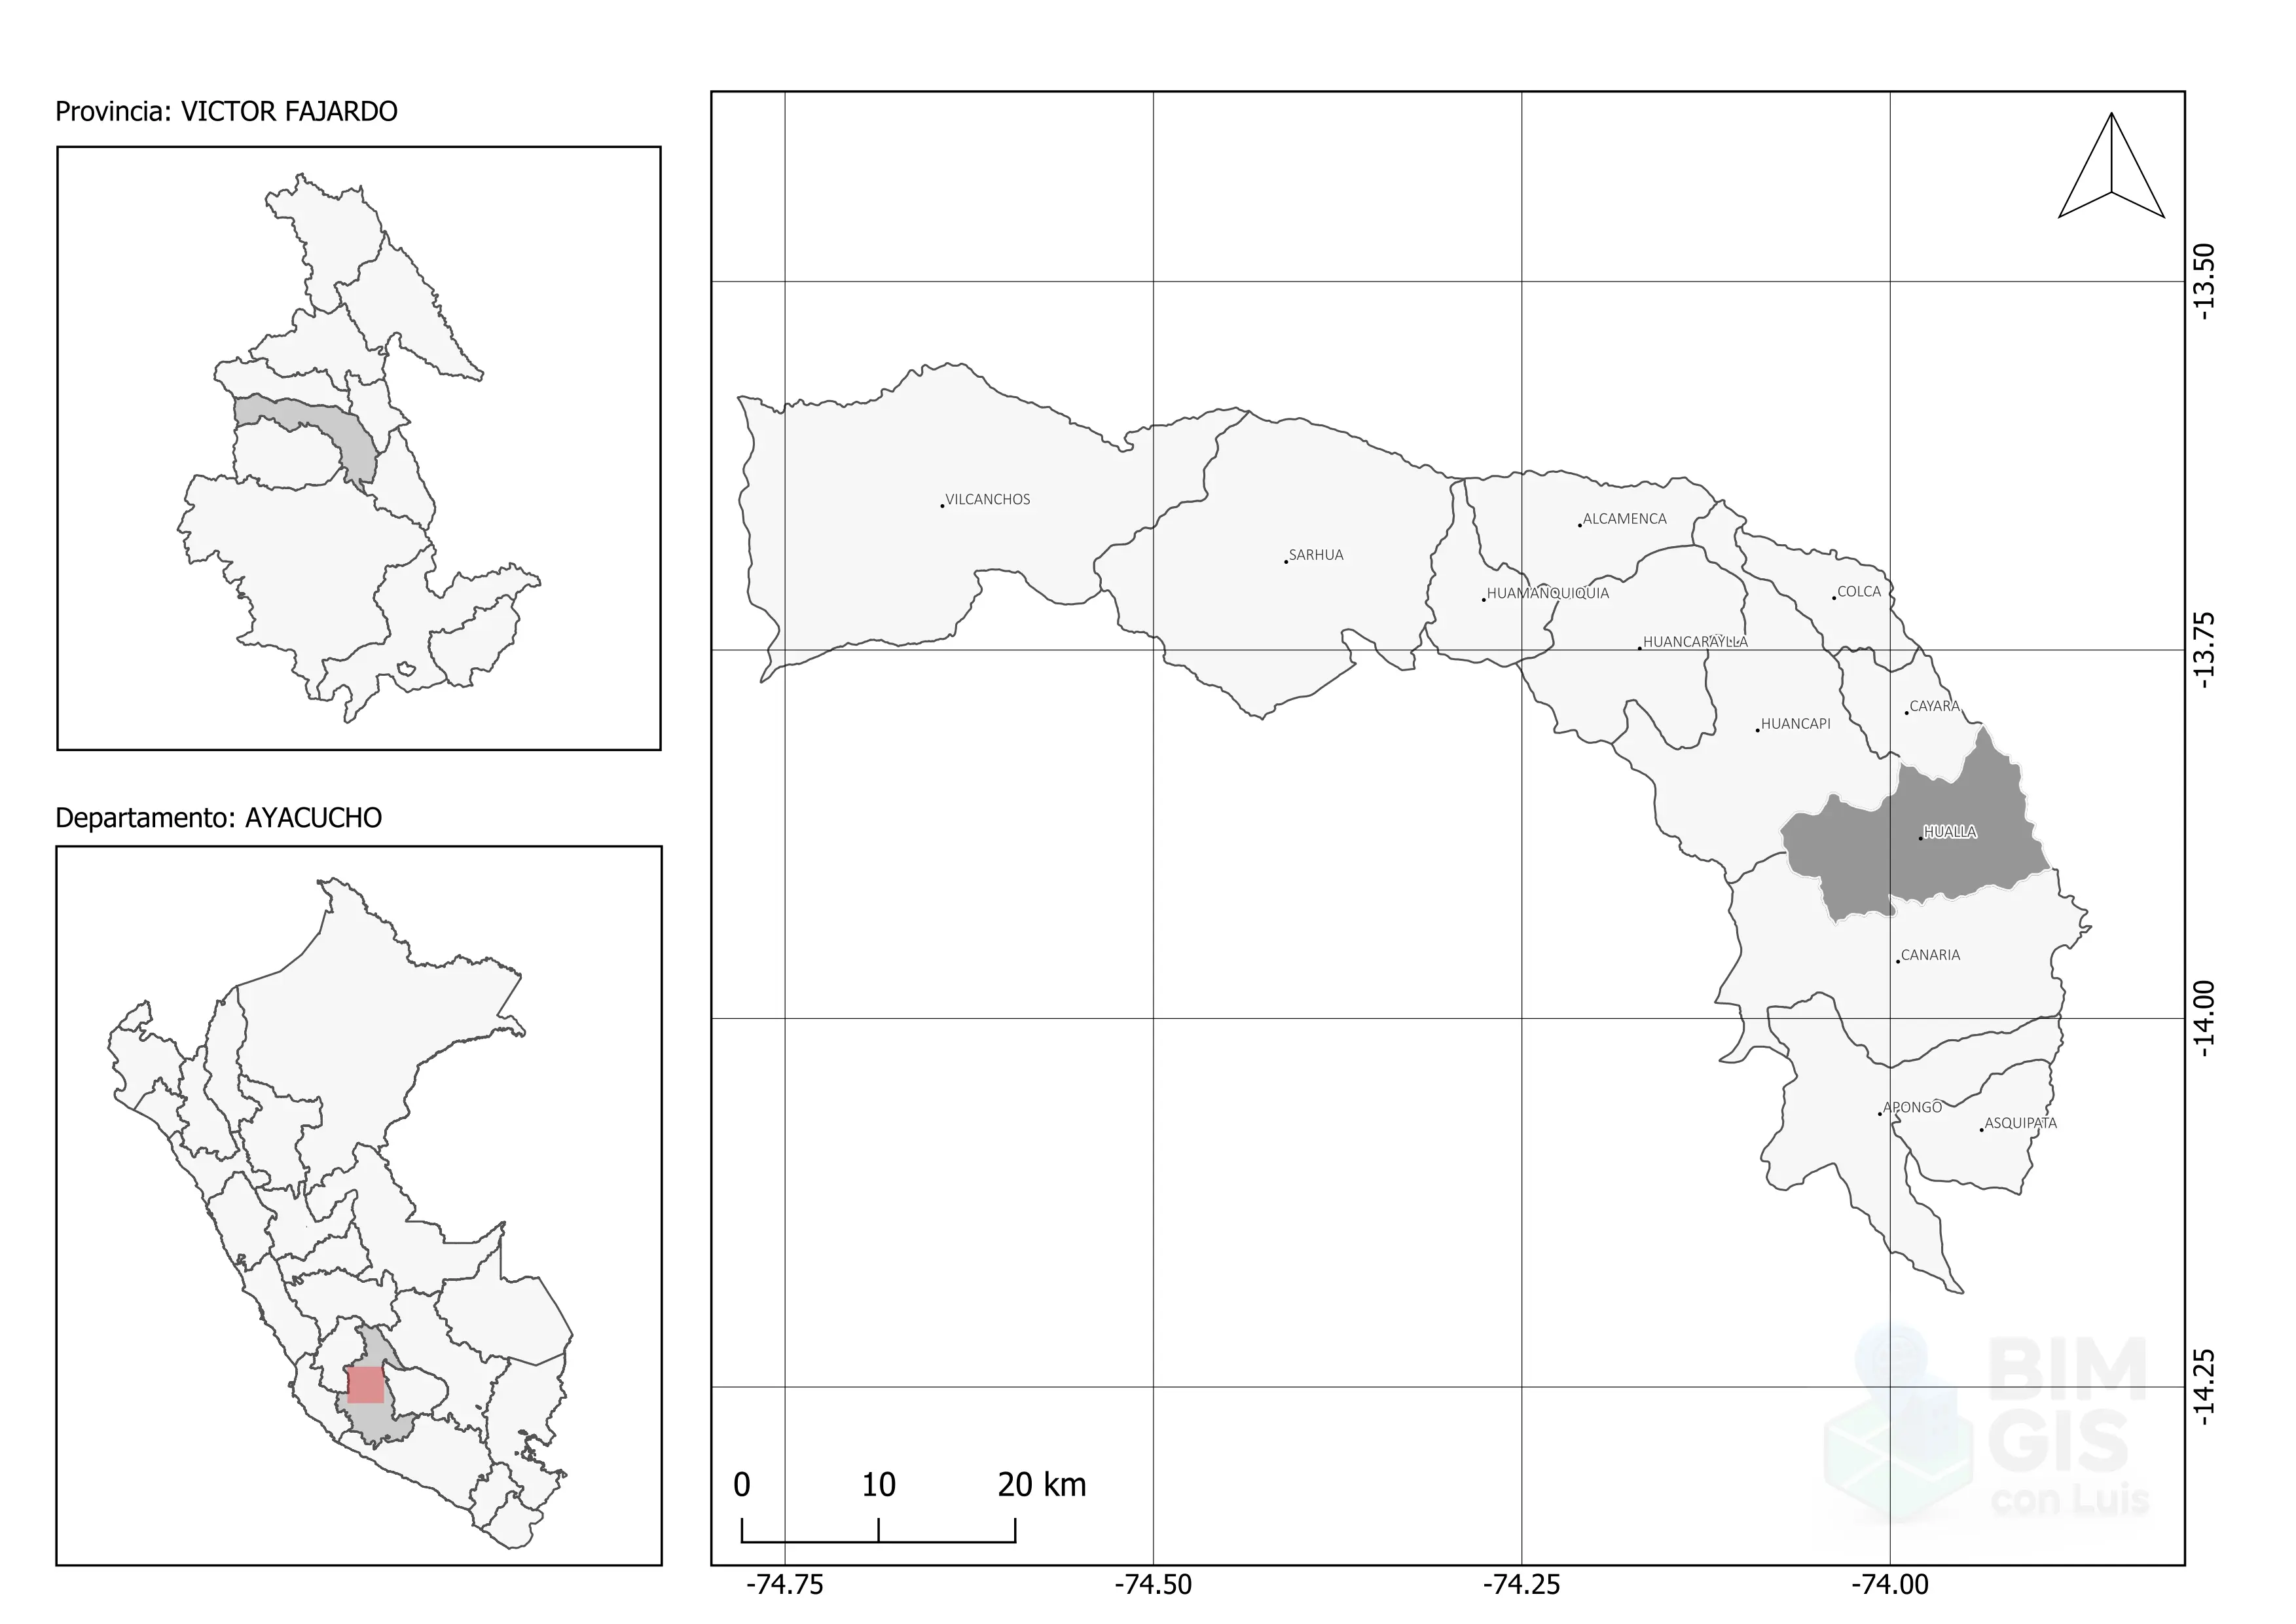 Provincia: VICTOR FAJARDO
Departamento: AYACUCHO
VILCANCHOS
SARHUA
ALCAMENCA
HUAMANQUIQUIA
COLCA
HUANCARAYLLA
CAYARA
HUANCAPI
HUALLA
CANARIA
APONGO
ASQUIPATA
-13.50
-13.75
-14.00
-14.25
0 10 20 km
-74.75 -74.50 -74.25 -74.00
BIM
GIS
con Luis